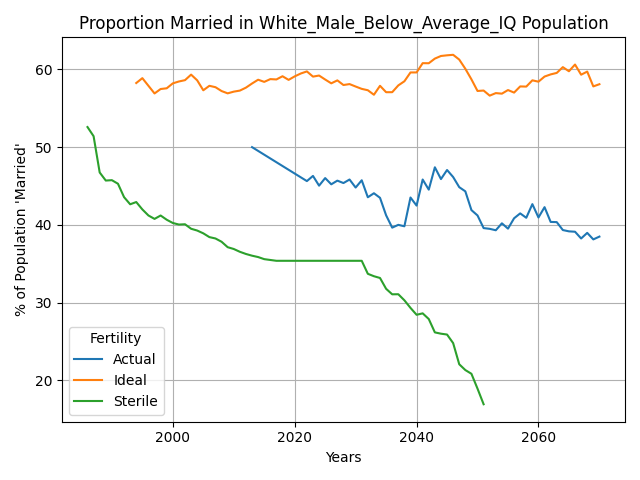 Proportion Married in White_Male_Below_Average_IQ Population
% of Population 'Married'
60
50
40
30
20
Fertility
Actual
Ideal
Sterile
2000
2020
2040
2060
Years